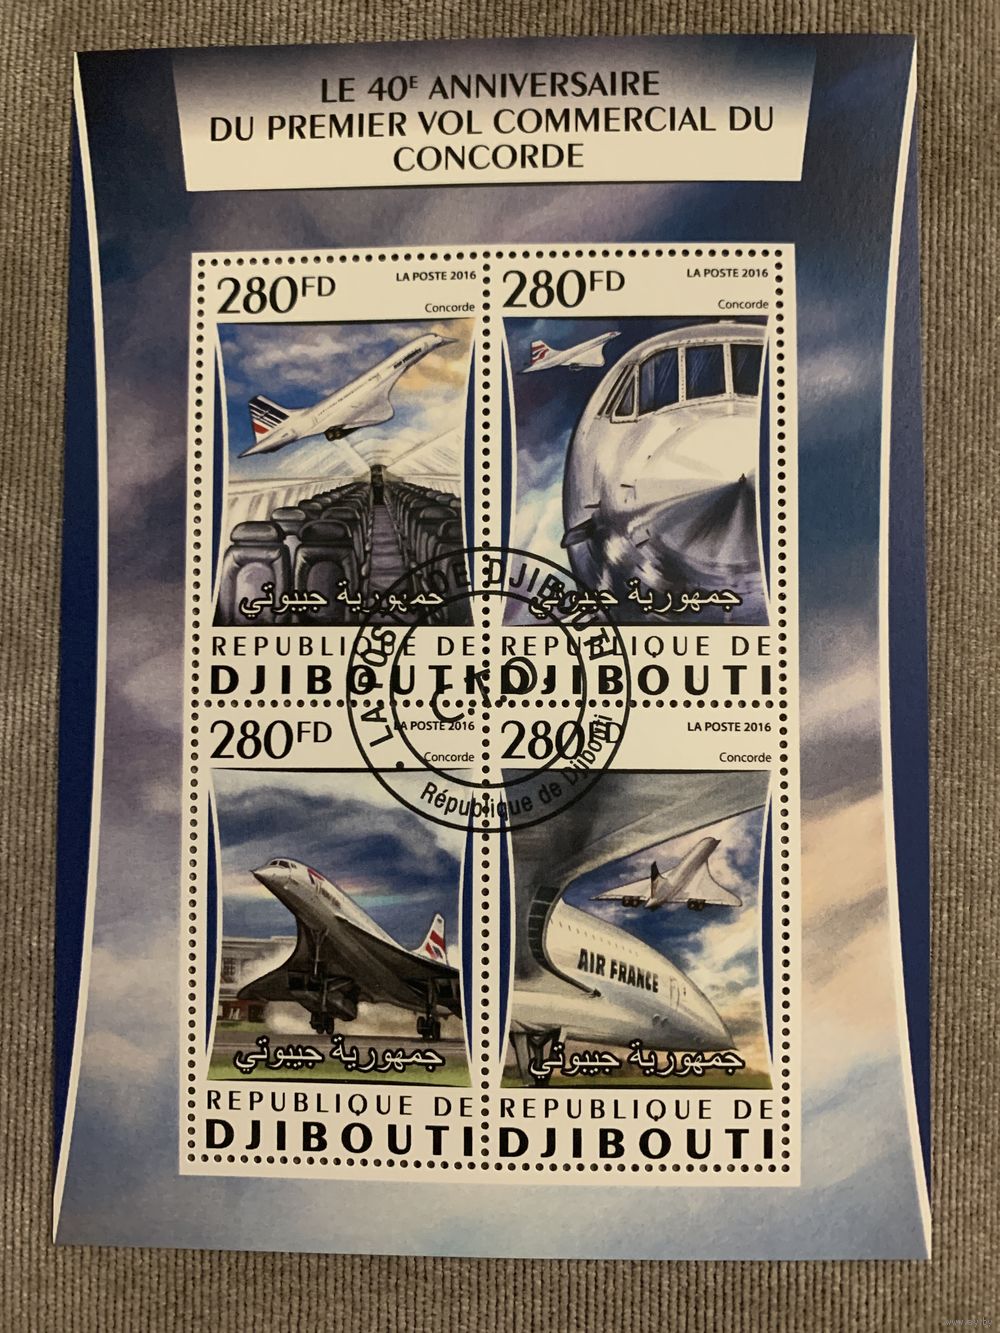 LE 40E ANNIVERSAIRE
DU PREMIER VOL COMMERCIAL DU
CONCORDE
280FD
LA POSTE 2016
Concorde
جمهورية جيبوتي
REPUBLIQUE DE
DJIBOUTI
280FD
LA POSTE 2016
Concorde
جمهورية جيبوتي
REPUBLIQUE DE
DJIBOUTI
280FD
LA POSTE 2016
Concorde
جمهورية جيبوتي
REPUBLIQUE DE
DJIBOUTI
280FD
LA POSTE 2016
Concorde
AIR FRANCE
جمهورية جيبوتي
REPUBLIQUE DE
DJIBOUTI
LA POSTE DE DJIBOUTI
C.T.O.
République de Djibouti
www.ay.by